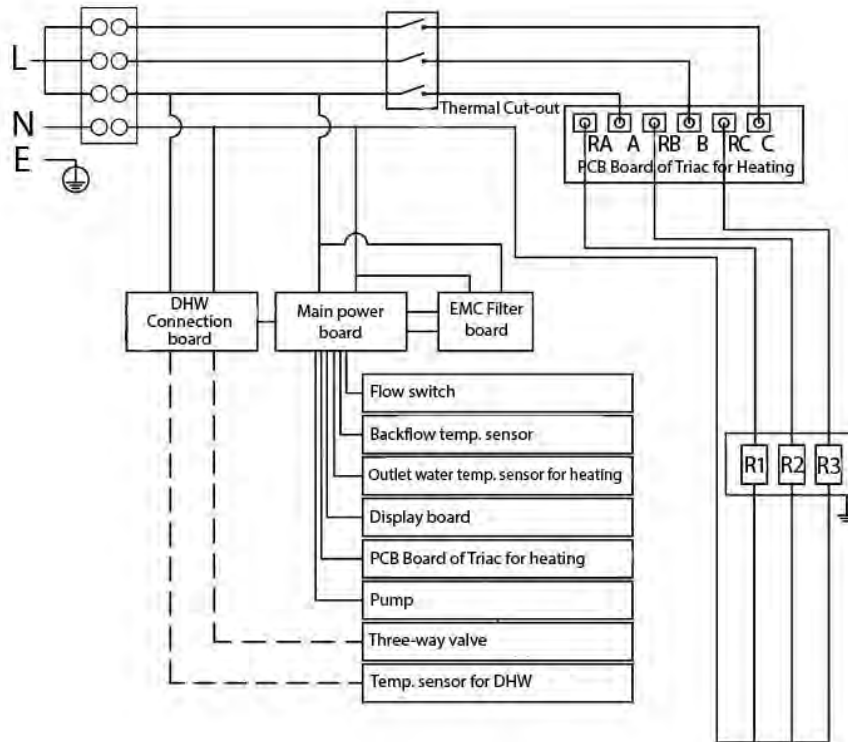 L
N
E
Thermal Cut-out
RA A RB B RC C
PCB Board of Triac for Heating
DHW
Connection
board
Main power
board
EMC Filter
board
Flow switch
Backflow temp. sensor
Outlet water temp. sensor for heating
Display board
PCB Board of Triac for heating
Pump
Three-way valve
Temp. sensor for DHW
R1 R2 R3